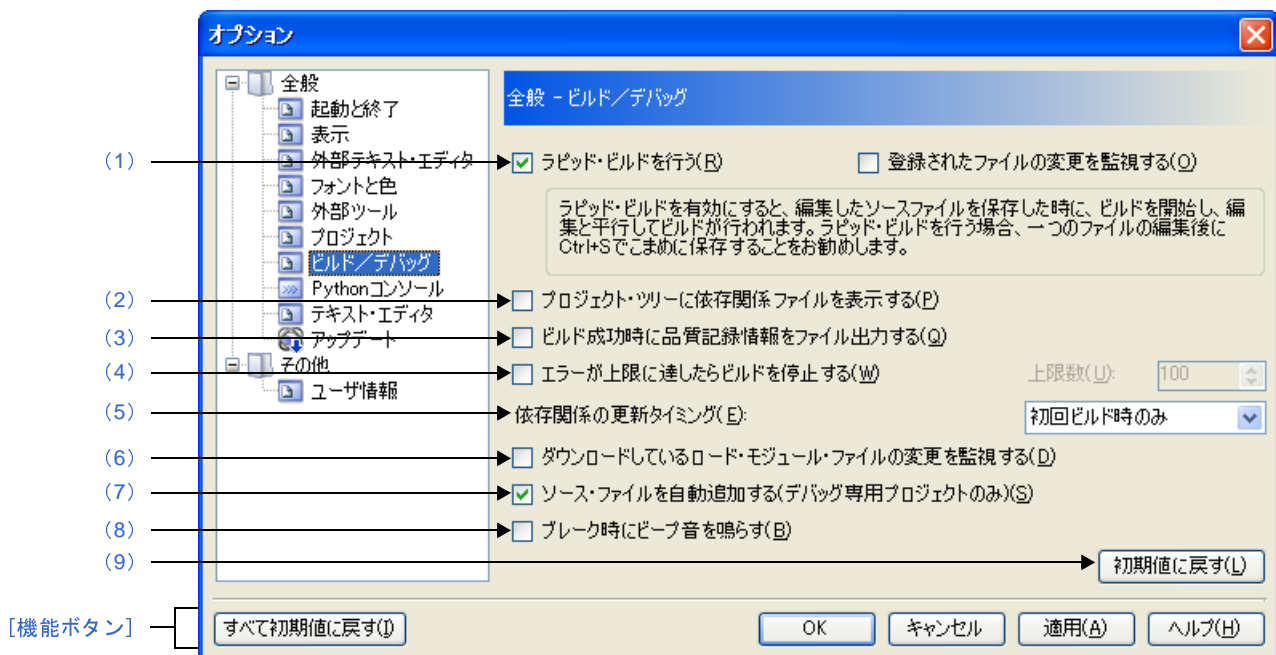 オプション
全般
起動と終了
表示
外部テキスト・エディタ
フォントと色
外部ツール
プロジェクト
ビルド／デバッグ
Pythonコンソール
テキスト・エディタ
アップデート
その他
ユーザ情報
全般 - ビルド／デバッグ
(1) ラピッド・ビルドを行う(R) 登録されたファイルの変更を監視する(O)
ラピッド・ビルドを有効にすると、編集したソースファイルを保存した時に、ビルドを開始し、編
集と平行してビルドが行われます。ラピッド・ビルドを行う場合、一つのファイルの編集後に
Ctrl+Sでこまめに保存することをお勧めします。
(2) プロジェクト・ツリーに依存関係ファイルを表示する(P)
(3) ビルド成功時に品質記録情報をファイル出力する(Q)
(4) エラーが上限に達したらビルドを停止する(W) 上限数(U): 100
(5) 依存関係の更新タイミング(E): 初回ビルド時のみ
(6) ダウンロードしているロード・モジュール・ファイルの変更を監視する(D)
(7) ソース・ファイルを自動追加する(デバッグ専用プロジェクトのみ)(S)
(8) ブレーク時にビープ音を鳴らす(B)
(9) 初期値に戻す(L)
[機能ボタン] すべて初期値に戻す(I) OK キャンセル 適用(A) ヘルプ(H)